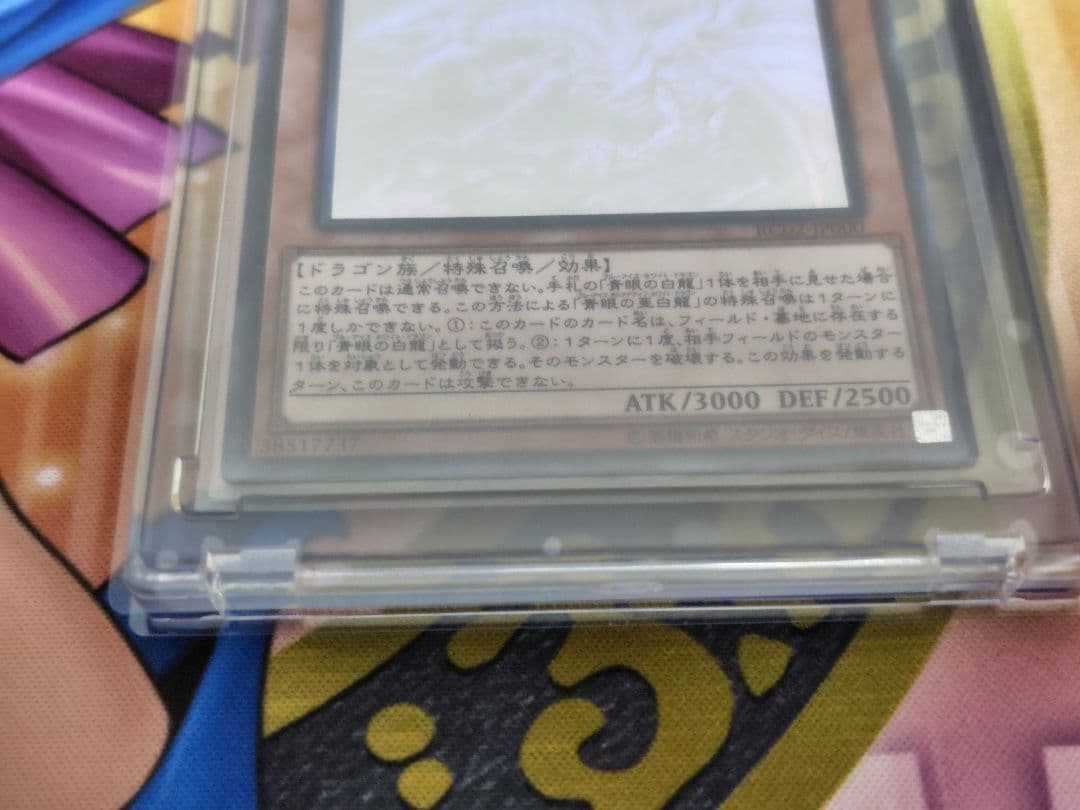 RC02-JP000
【ドラゴン族／特殊召喚／効果】
このカードは通常召喚できない。手札の「青眼の白龍」1体を相手に見せた場合
に特殊召喚できる。この方法による「青眼の亜白龍」の特殊召喚は1ターンに
1度しかできない。①：このカードのカード名は、フィールド・墓地に存在する
限り「青眼の白龍」として扱う。②：1ターンに1度、相手フィールドのモンスター
1体を対象として発動できる。そのモンスターを破壊する。この効果を発動する
ターン、このカードは攻撃できない。
ATK/3000 DEF/2500
38517737